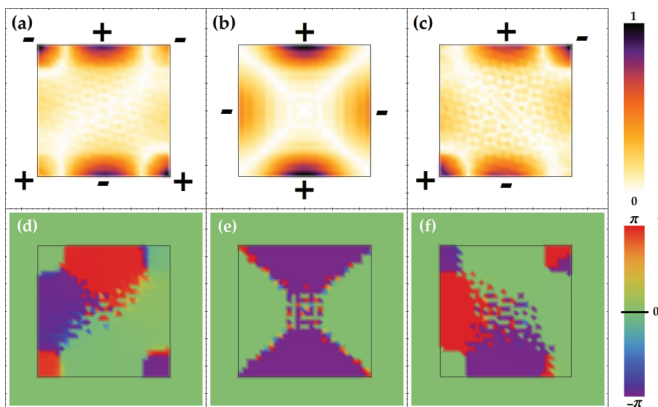 (a) (b) (c) 1
- + - + - +
- -
+ - + + + -
0
(d) (e) (f) π
0
-π